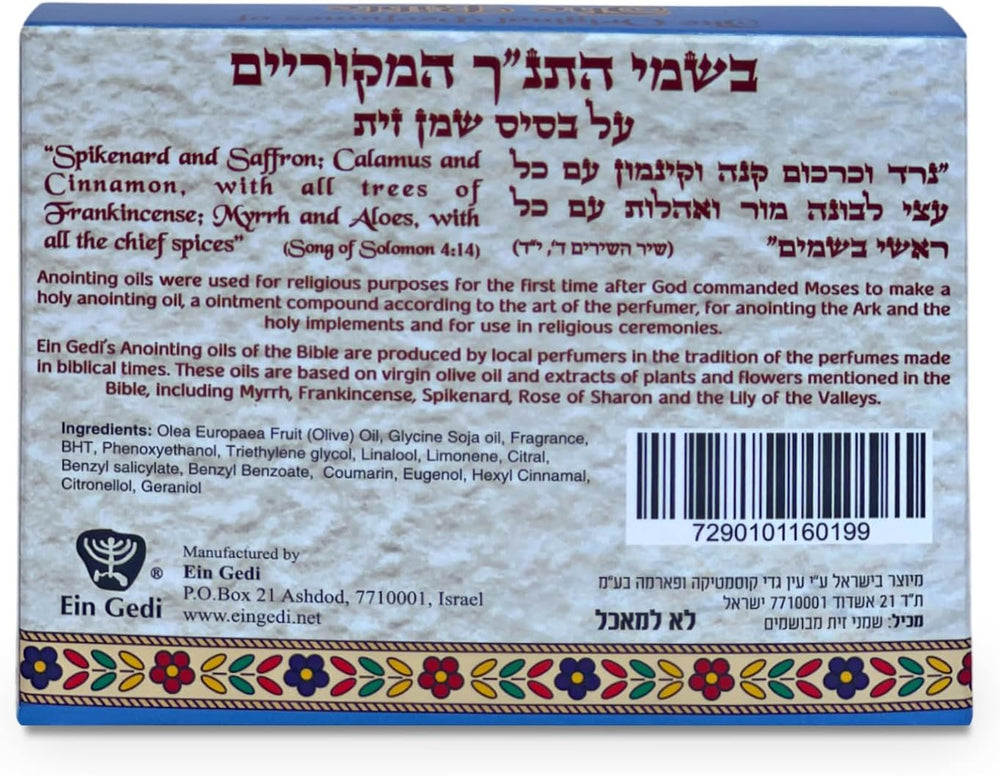 The Original Perfumes of
The Bible
בשמי התנ״ך המקוריים
על בסיס שמן זית
“Spikenard and Saffron; Calamus and
Cinnamon, with all trees of
Frankincense; Myrrh and Aloes, with
all the chief spices” (Song of Solomon 4:14)
״נרד וכרכום קנה וקינמון עם כל
עצי לבונה מור ואהלות עם כל
ראשי בשמים״ (שיר השירים ד׳, י״ד)
Anointing oils were used for religious purposes for the first time after God commanded Moses to make a
holy anointing oil, a ointment compound according to the art of the perfumer, for anointing the Ark and the
holy implements and for use in religious ceremonies.
Ein Gedi’s Anointing oils of the Bible are produced by local perfumers in the tradition of the perfumes made
in biblical times. These oils are based on virgin olive oil and extracts of plants and flowers mentioned in the
Bible, including Myrrh, Frankincense, Spikenard, Rose of Sharon and the Lily of the Valleys.
Ingredients: Olea Europaea Fruit (Olive) Oil, Glycine Soja oil, Fragrance,
BHT, Phenoxyethanol, Triethylene glycol, Linalool, Limonene, Citral,
Benzyl salicylate, Benzyl Benzoate, Coumarin, Eugenol, Hexyl Cinnamal,
Citronellol, Geraniol
7290101160199
®
Ein Gedi
Manufactured by
Ein Gedi
P.O.Box 21 Ashdod, 7710001, Israel
www.eingedi.net
מיוצר בישראל ע״י עין גדי קוסמטיקה ופארמה בע״מ
ת״ד 21 אשדוד 7710001 ישראל
מכיל: שמני זית מבושמים
לא למאכל